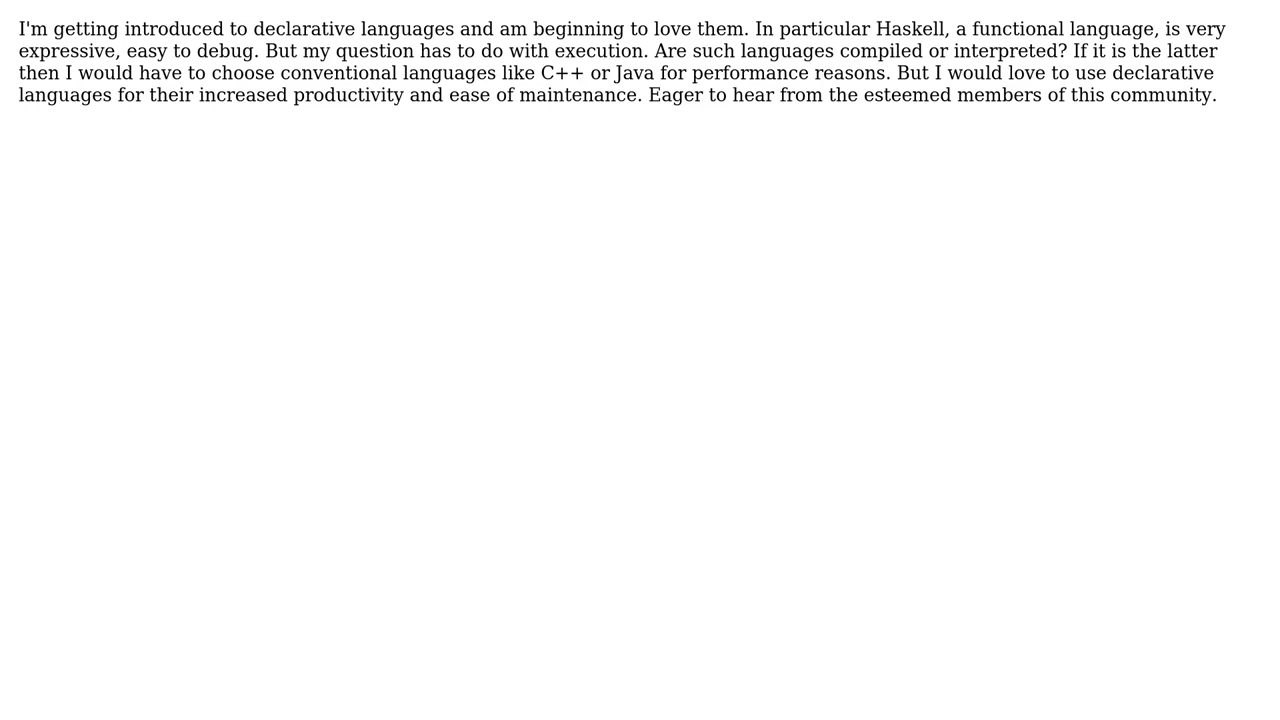 I'm getting introduced to declarative languages and am beginning to love them. In particular Haskell, a functional language, is very
expressive, easy to debug. But my question has to do with execution. Are such languages compiled or interpreted? If it is the latter
then I would have to choose conventional languages like C++ or Java for performance reasons. But I would love to use declarative
languages for their increased productivity and ease of maintenance. Eager to hear from the esteemed members of this community.